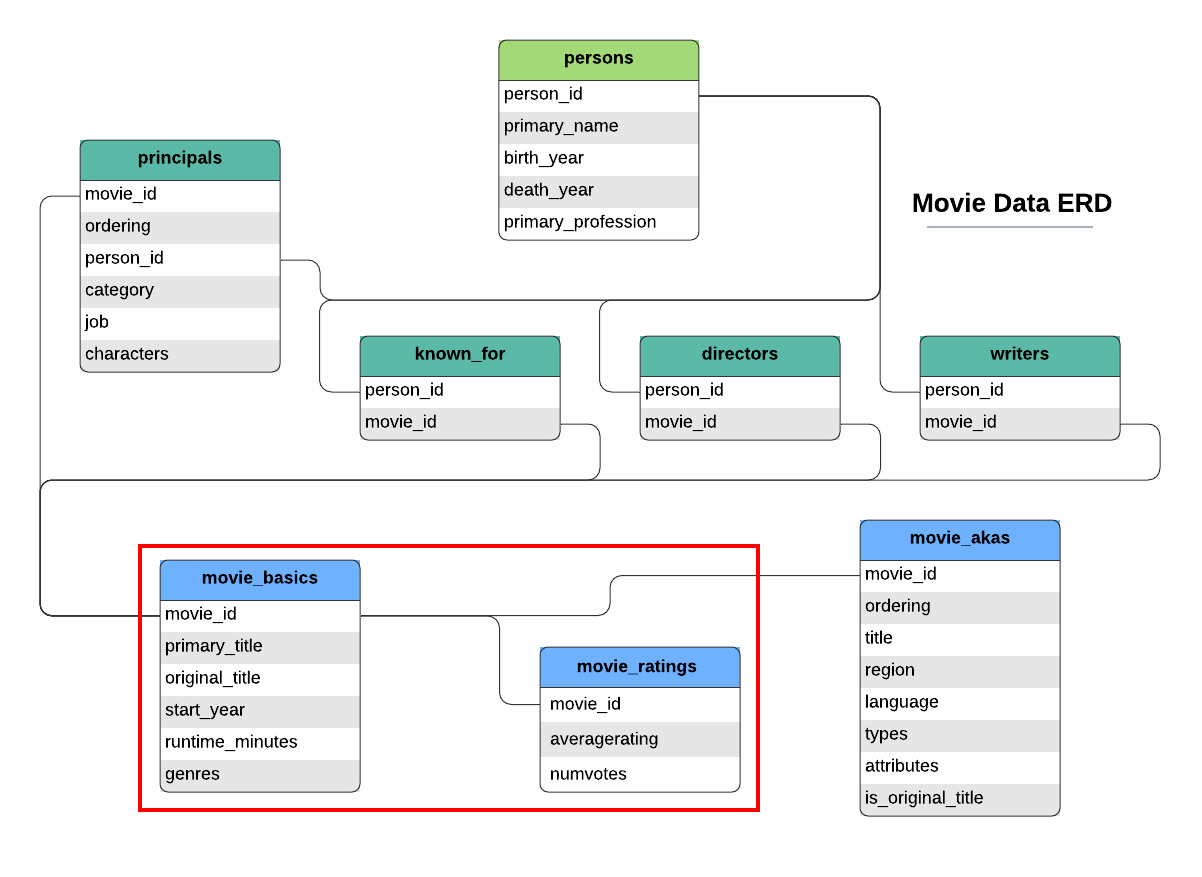 persons
person_id
primary_name
birth_year
death_year
primary_profession
principals
movie_id
ordering
person_id
category
job
characters
Movie Data ERD
known_for
person_id
movie_id
directors
person_id
movie_id
writers
person_id
movie_id
movie_basics
movie_id
primary_title
original_title
start_year
runtime_minutes
genres
movie_ratings
movie_id
averagerating
numvotes
movie_akas
movie_id
ordering
title
region
language
types
attributes
is_original_title